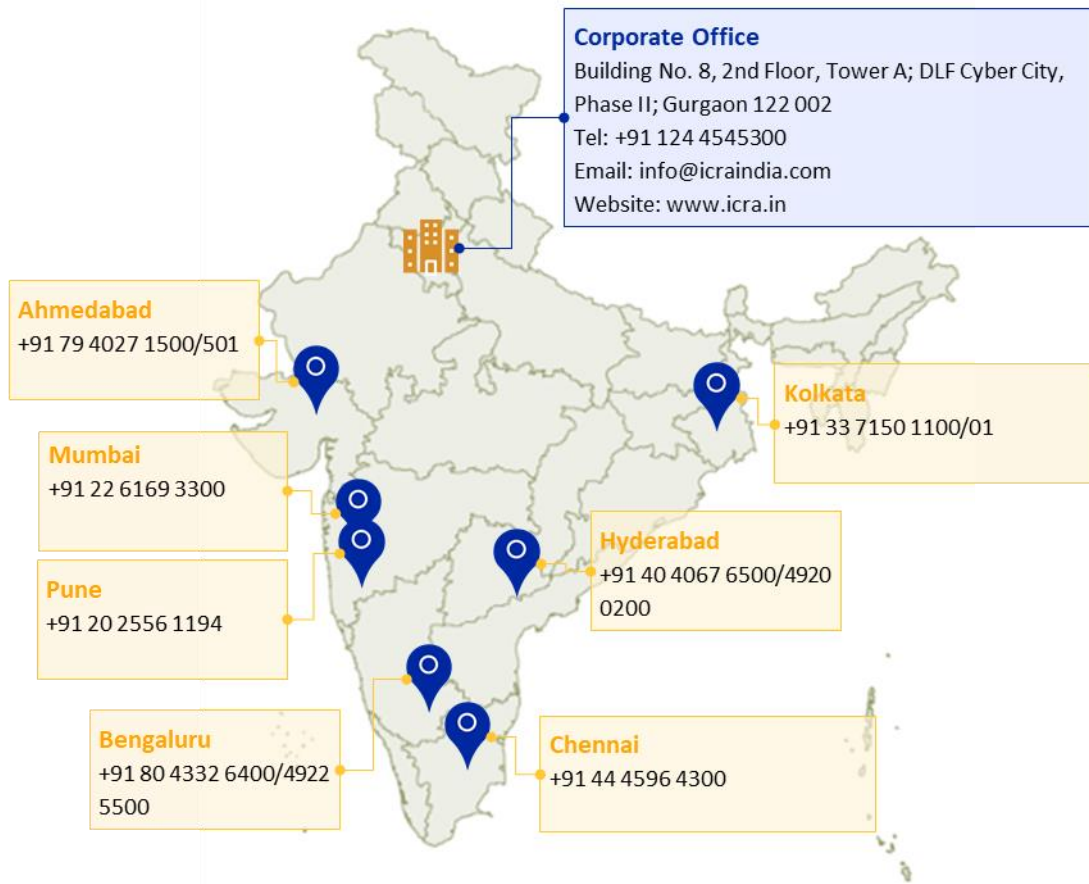 Corporate Office
Building No. 8, 2nd Floor, Tower A; DLF Cyber City,
Phase II; Gurgaon 122 002
Tel: +91 124 4545300
Email: info@icraindia.com
Website: www.icra.in
Ahmedabad
+91 79 4027 1500/501
Kolkata
+91 33 7150 1100/01
Mumbai
+91 22 6169 3300
Hyderabad
+91 40 4067 6500/4920
0200
Pune
+91 20 2556 1194
Bengaluru
+91 80 4332 6400/4922
5500
Chennai
+91 44 4596 4300